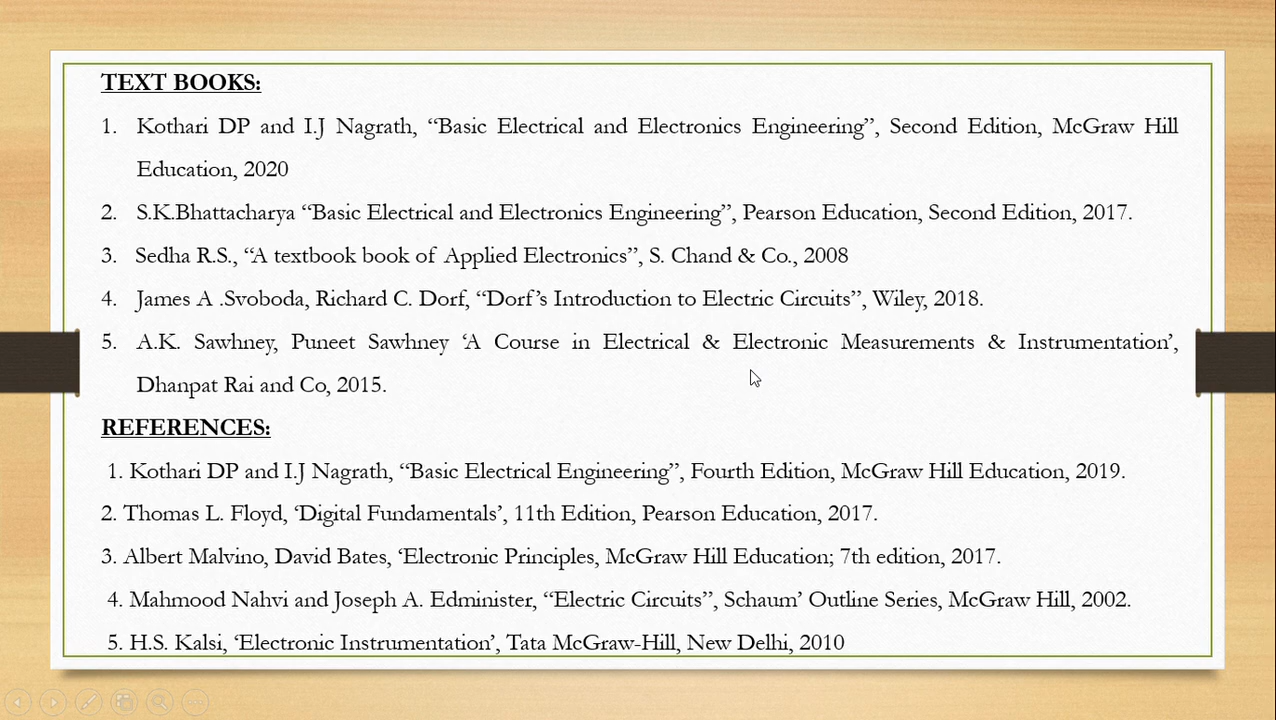 TEXT BOOKS:
1. Kothari DP and I.J Nagrath, “Basic Electrical and Electronics Engineering”, Second Edition, McGraw Hill
Education, 2020
2. S.K.Bhattacharya “Basic Electrical and Electronics Engineering”, Pearson Education, Second Edition, 2017.
3. Sedha R.S., “A textbook book of Applied Electronics”, S. Chand & Co., 2008
4. James A .Svoboda, Richard C. Dorf, “Dorf’s Introduction to Electric Circuits”, Wiley, 2018.
5. A.K. Sawhney, Puneet Sawhney ‘A Course in Electrical & Electronic Measurements & Instrumentation’,
Dhanpat Rai and Co, 2015.
REFERENCES:
1. Kothari DP and I.J Nagrath, “Basic Electrical Engineering”, Fourth Edition, McGraw Hill Education, 2019.
2. Thomas L. Floyd, ‘Digital Fundamentals’, 11th Edition, Pearson Education, 2017.
3. Albert Malvino, David Bates, ‘Electronic Principles, McGraw Hill Education; 7th edition, 2017.
4. Mahmood Nahvi and Joseph A. Edminister, “Electric Circuits”, Schaum’ Outline Series, McGraw Hill, 2002.
5. H.S. Kalsi, ‘Electronic Instrumentation’, Tata McGraw-Hill, New Delhi, 2010